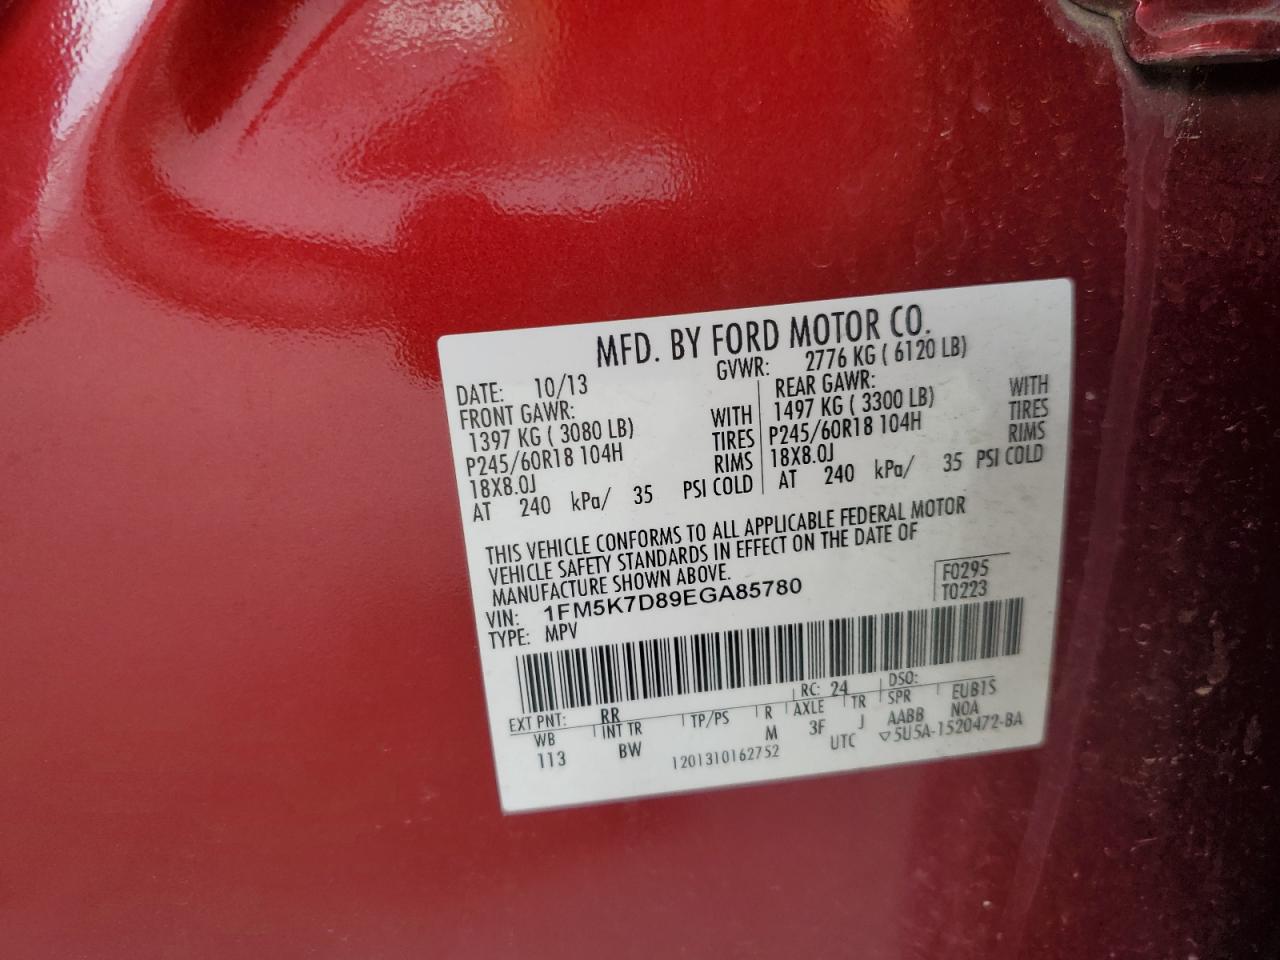 MFD. BY FORD MOTOR CO.
DATE: 10/13 GVWR: 2776 KG ( 6120 LB)
FRONT GAWR: REAR GAWR:
1397 KG ( 3080 LB) WITH 1497 KG ( 3300 LB) WITH
P245/60R18 104H TIRES P245/60R18 104H TIRES
18X8.0J RIMS 18X8.0J RIMS
AT 240 kPa/ 35 PSI COLD AT 240 kPa/ 35 PSI COLD
THIS VEHICLE CONFORMS TO ALL APPLICABLE FEDERAL MOTOR
VEHICLE SAFETY STANDARDS IN EFFECT ON THE DATE OF
MANUFACTURE SHOWN ABOVE.
VIN: 1FM5K7D89EGA85780 F0295
TYPE: MPV T0223
EXT PNT: RR RC: 24 DSO:
WB INT TR TP/PS R AXLE TR SPR EUB1S
113 BW M 3F J AABB N0A
1201310162752 UTC ▽5U5A-1520472-BA